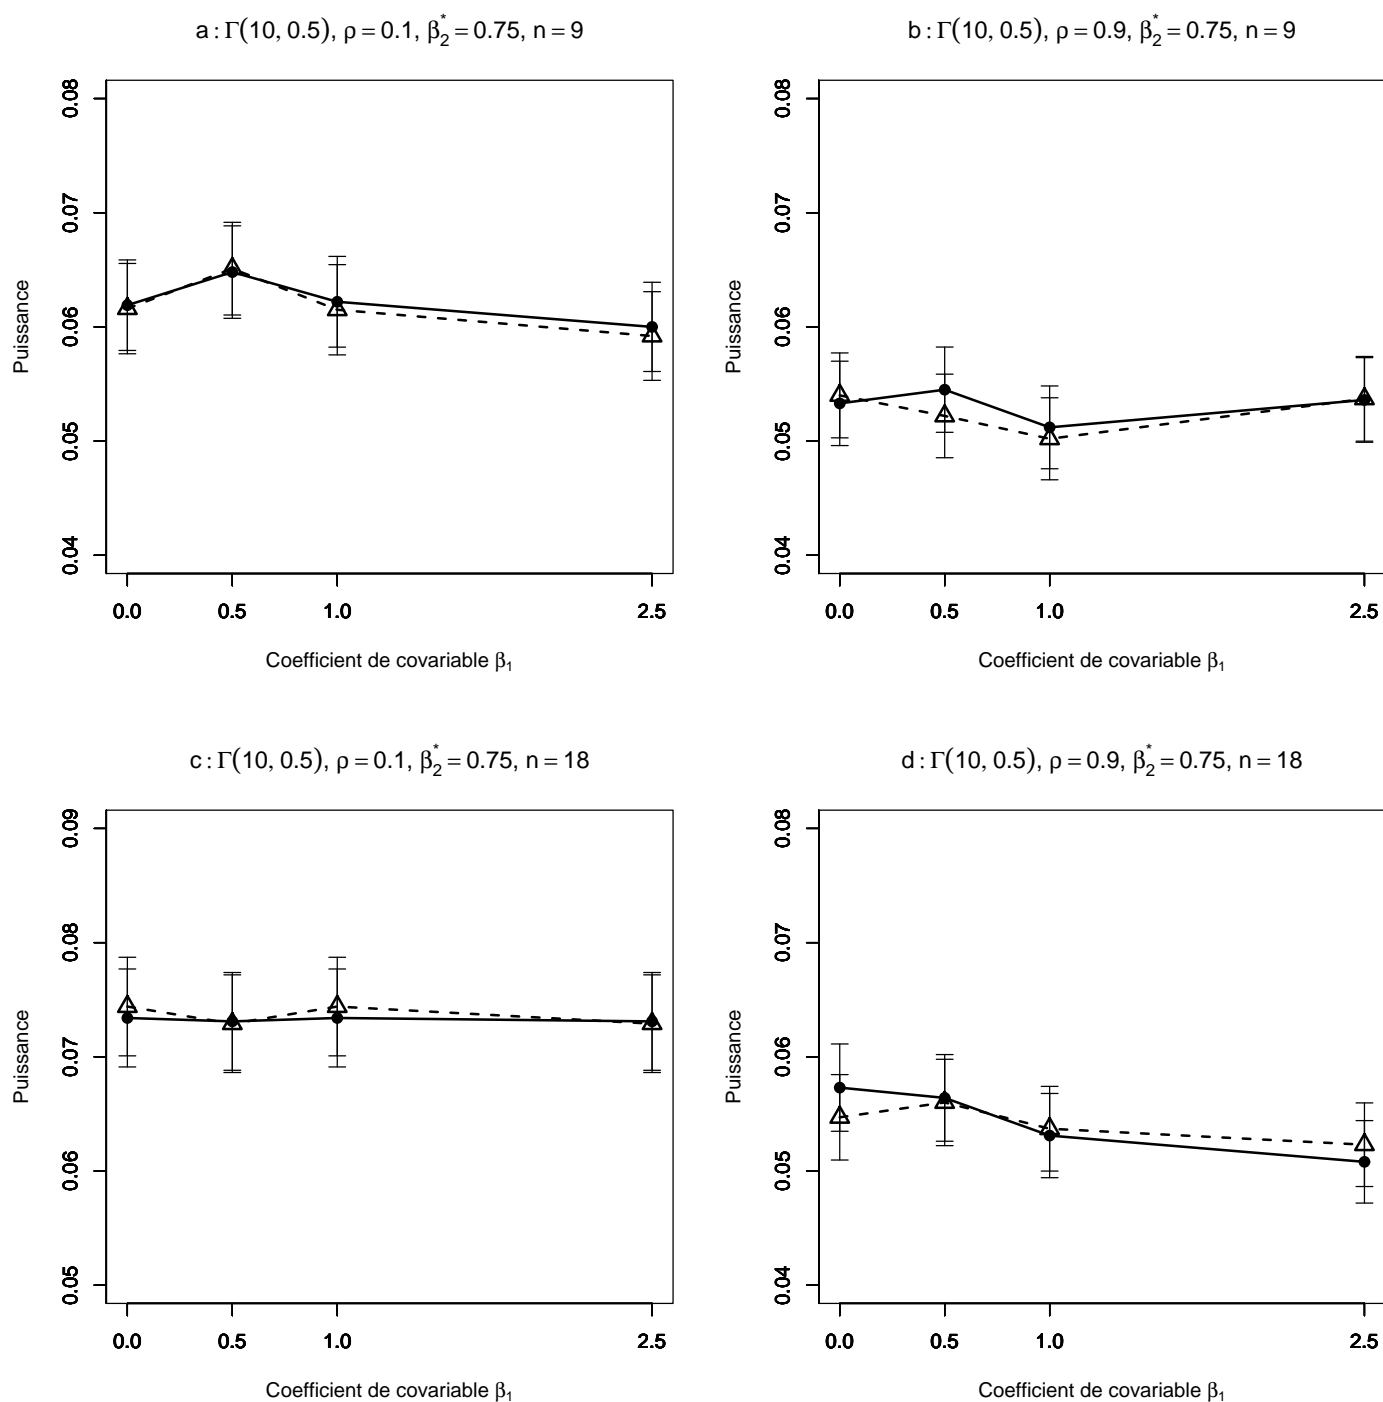 a : Γ(10, 0.5), ρ = 0.1, β₂* = 0.75, n = 9
Puissance
0.08
0.07
0.06
0.05
0.04
0.0 0.5 1.0 2.5
Coefficient de covariable β₁
b : Γ(10, 0.5), ρ = 0.9, β₂* = 0.75, n = 9
Puissance
0.08
0.07
0.06
0.05
0.04
0.0 0.5 1.0 2.5
Coefficient de covariable β₁
c : Γ(10, 0.5), ρ = 0.1, β₂* = 0.75, n = 18
Puissance
0.09
0.08
0.07
0.06
0.05
0.0 0.5 1.0 2.5
Coefficient de covariable β₁
d : Γ(10, 0.5), ρ = 0.9, β₂* = 0.75, n = 18
Puissance
0.08
0.07
0.06
0.05
0.04
0.0 0.5 1.0 2.5
Coefficient de covariable β₁